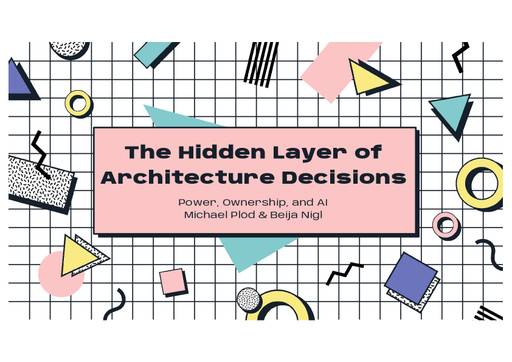 The Hidden Layer of
Architecture Decisions
Power, Ownership, and AI
Michael Plod & Beija Nigl